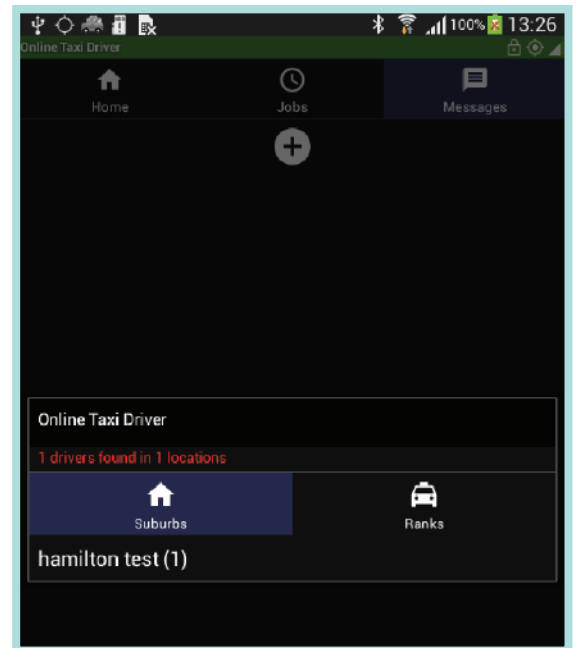 100% 13:26
Online Taxi Driver
Home Jobs Messages
Online Taxi Driver
1 drivers found in 1 locations
Suburbs Ranks
hamilton test (1)